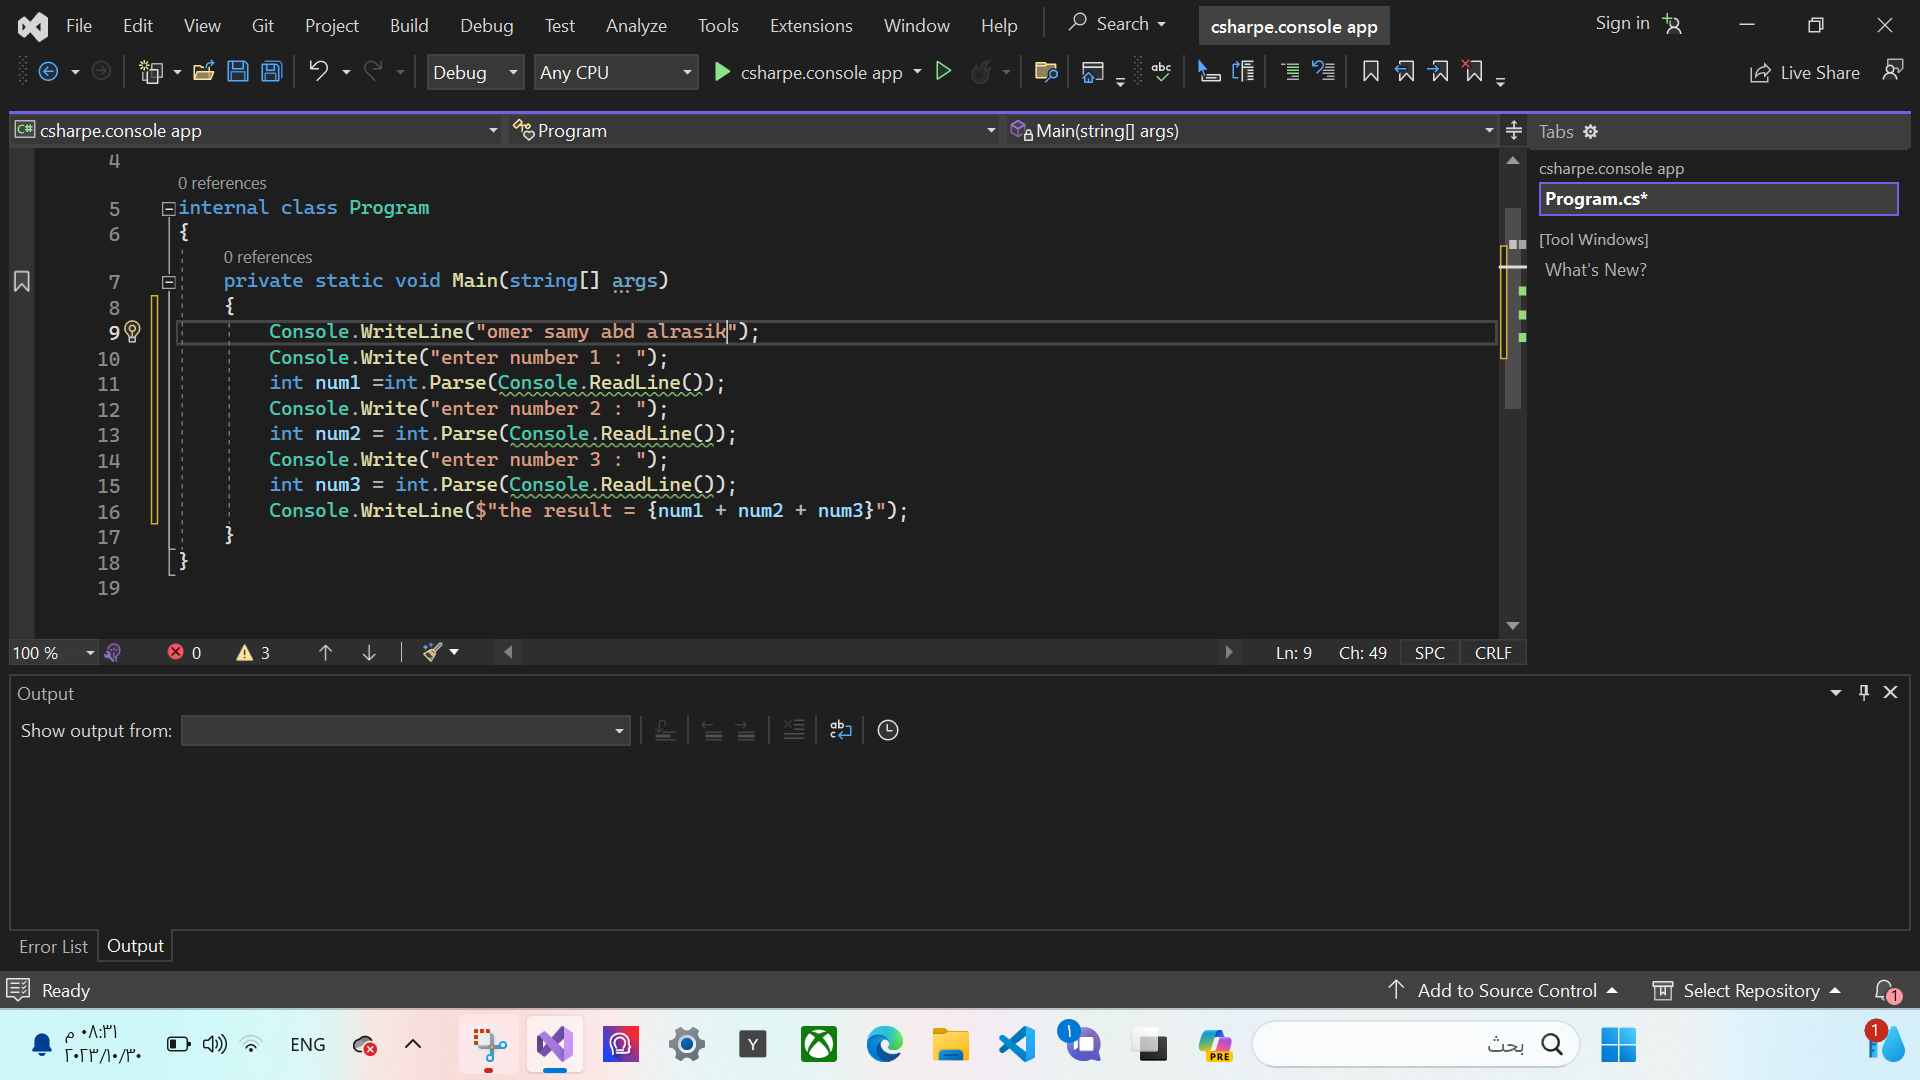 File Edit View Git Project Build Debug Test Analyze Tools Extensions Window Help Search csharpe.console app Sign in
Debug Any CPU csharpe.console app Live Share
C# csharpe.console app Program Main(string[] args) Tabs
csharpe.console app
Program.cs*
[Tool Windows]
What's New?
4
0 references
5 internal class Program
6 {
0 references
7 private static void Main(string[] args)
8 {
9 Console.WriteLine("omer samy abd alrasik");
10 Console.Write("enter number 1 : ");
11 int num1 =int.Parse(Console.ReadLine());
12 Console.Write("enter number 2 : ");
13 int num2 = int.Parse(Console.ReadLine());
14 Console.Write("enter number 3 : ");
15 int num3 = int.Parse(Console.ReadLine());
16 Console.WriteLine($"the result = {num1 + num2 + num3}");
17 }
18 }
19
100 % 0 3 Ln: 9 Ch: 49 SPC CRLF
Output
Show output from:
Error List Output
Ready Add to Source Control Select Repository 1
٠٨:٣١ م
٢٠٢٣/١٠/٣٠
ENG Y ١ PRE بحث 1